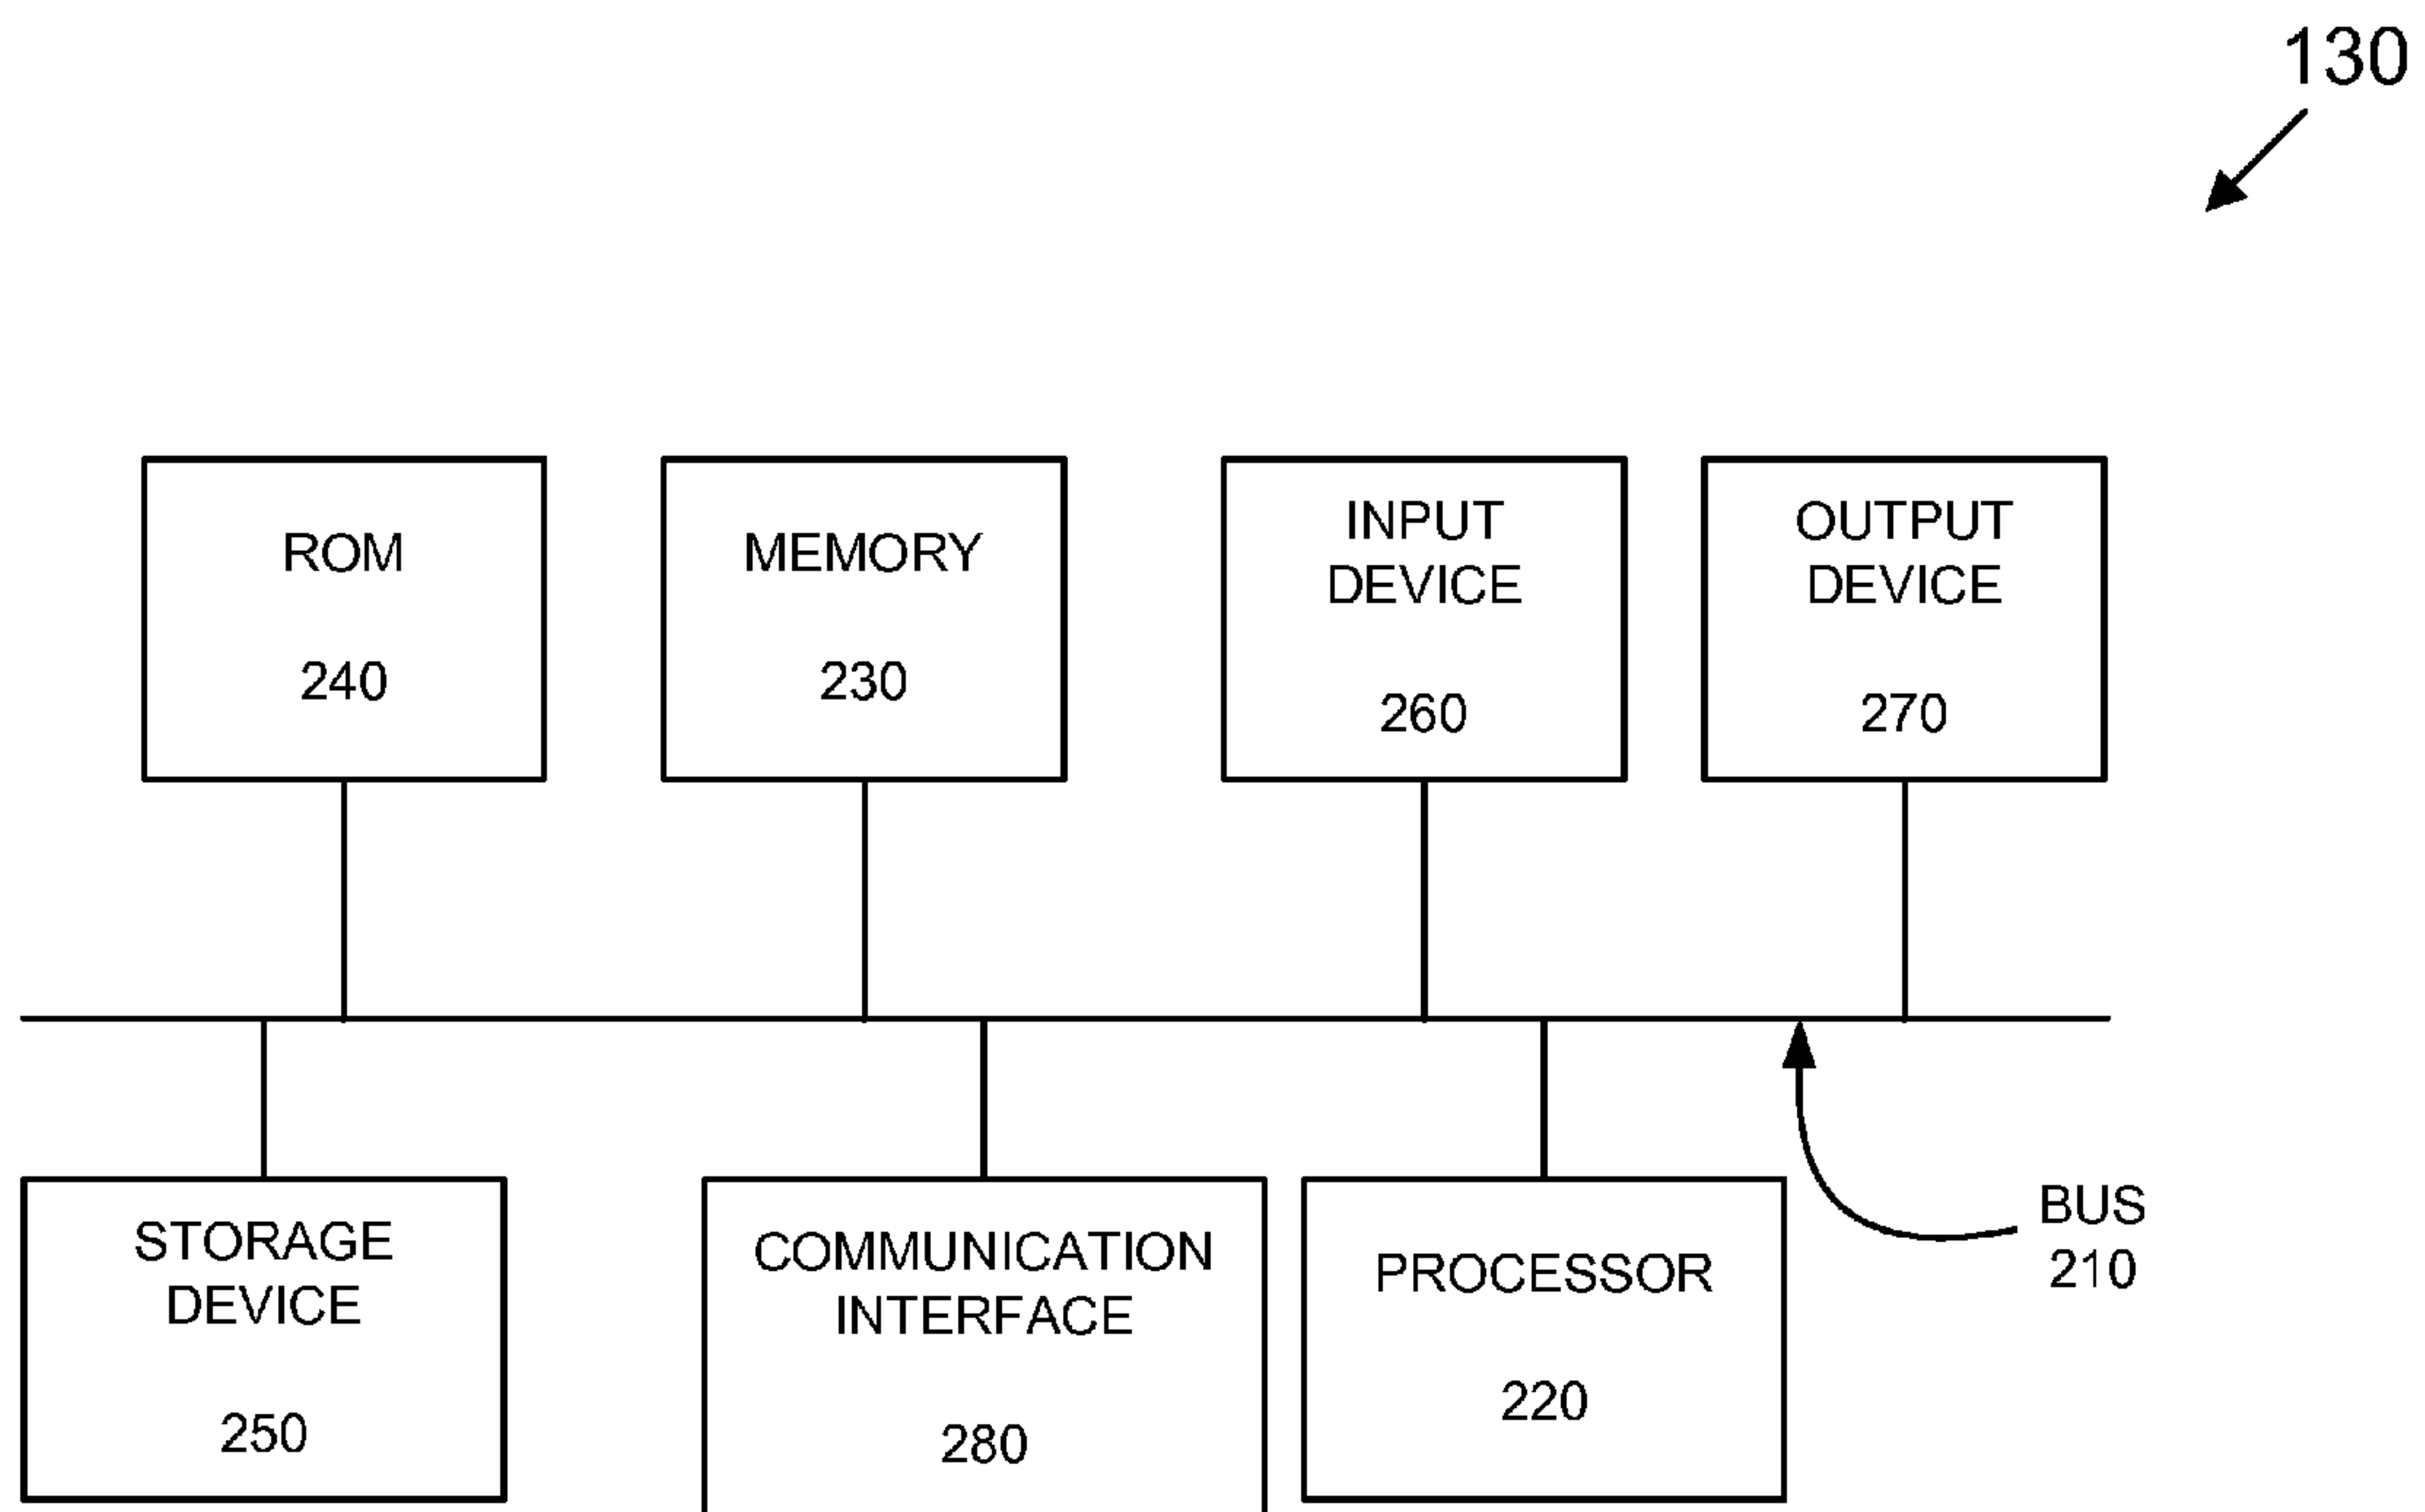 130
ROM
240
MEMORY
230
INPUT
DEVICE
260
OUTPUT
DEVICE
270
STORAGE
DEVICE
250
COMMUNICATION
INTERFACE
280
PROCESSOR
220
BUS
210